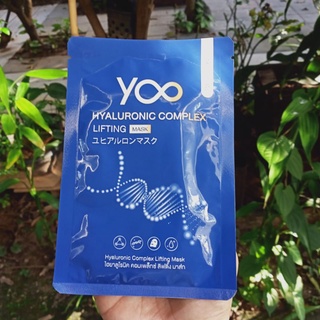 YOO
HYALURONIC COMPLEX
LIFTING MASK
ユヒアルロンマスク
Hyaluronic Complex Lifting Mask
ไฮยาลูโรนิค คอมเพล็กซ์ ลิฟติ้ง มาส์ก